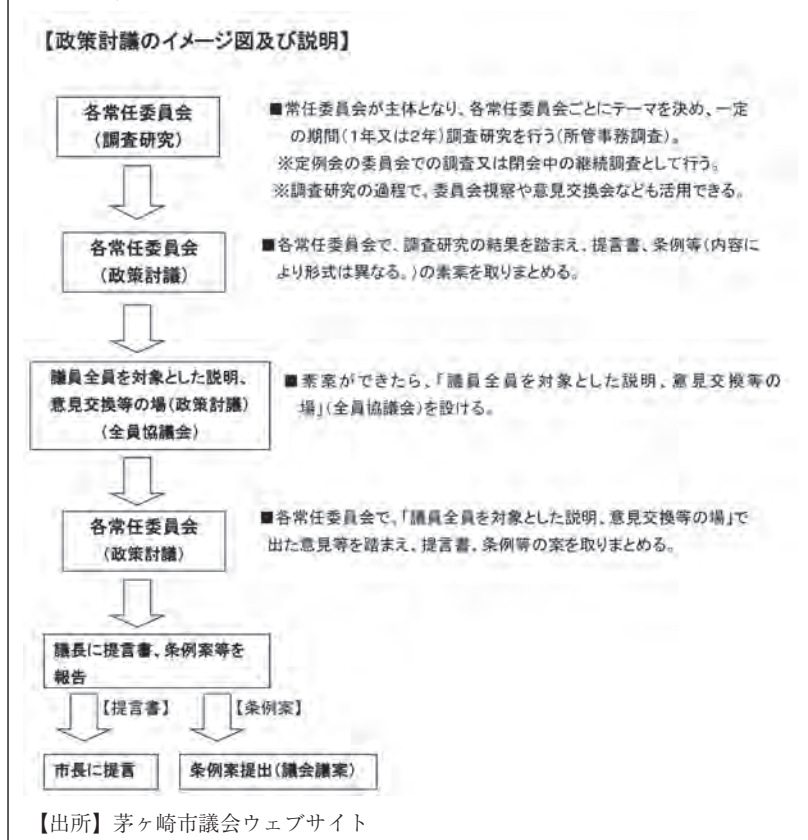 【政策討議のイメージ図及び説明】
各常任委員会
(調査研究)
■常任委員会が主体となり、各常任委員会ごとにテーマを決め、一定
の期間(1年又は2年)調査研究を行う(所管事務調査)。
※定例会の委員会での調査又は閉会中の継続調査として行う。
※調査研究の過程で、委員会視察や意見交換会なども活用できる。
各常任委員会
(政策討議)
■各常任委員会で、調査研究の結果を踏まえ、提言書、条例等(内容に
より形式は異なる。)の素案を取りまとめる。
議員全員を対象とした説明、
意見交換等の場(政策討議)
(全員協議会)
■素案ができたら、「議員全員を対象とした説明、意見交換等の
場」(全員協議会)を設ける。
各常任委員会
(政策討議)
■各常任委員会で、「議員全員を対象とした説明、意見交換等の場」で
出た意見等を踏まえ、提言書、条例等の案を取りまとめる。
議長に提言書、条例案等を
報告
【提言書】
【条例案】
市長に提言
条例案提出(議会議案)
【出所】茅ヶ崎市議会ウェブサイト